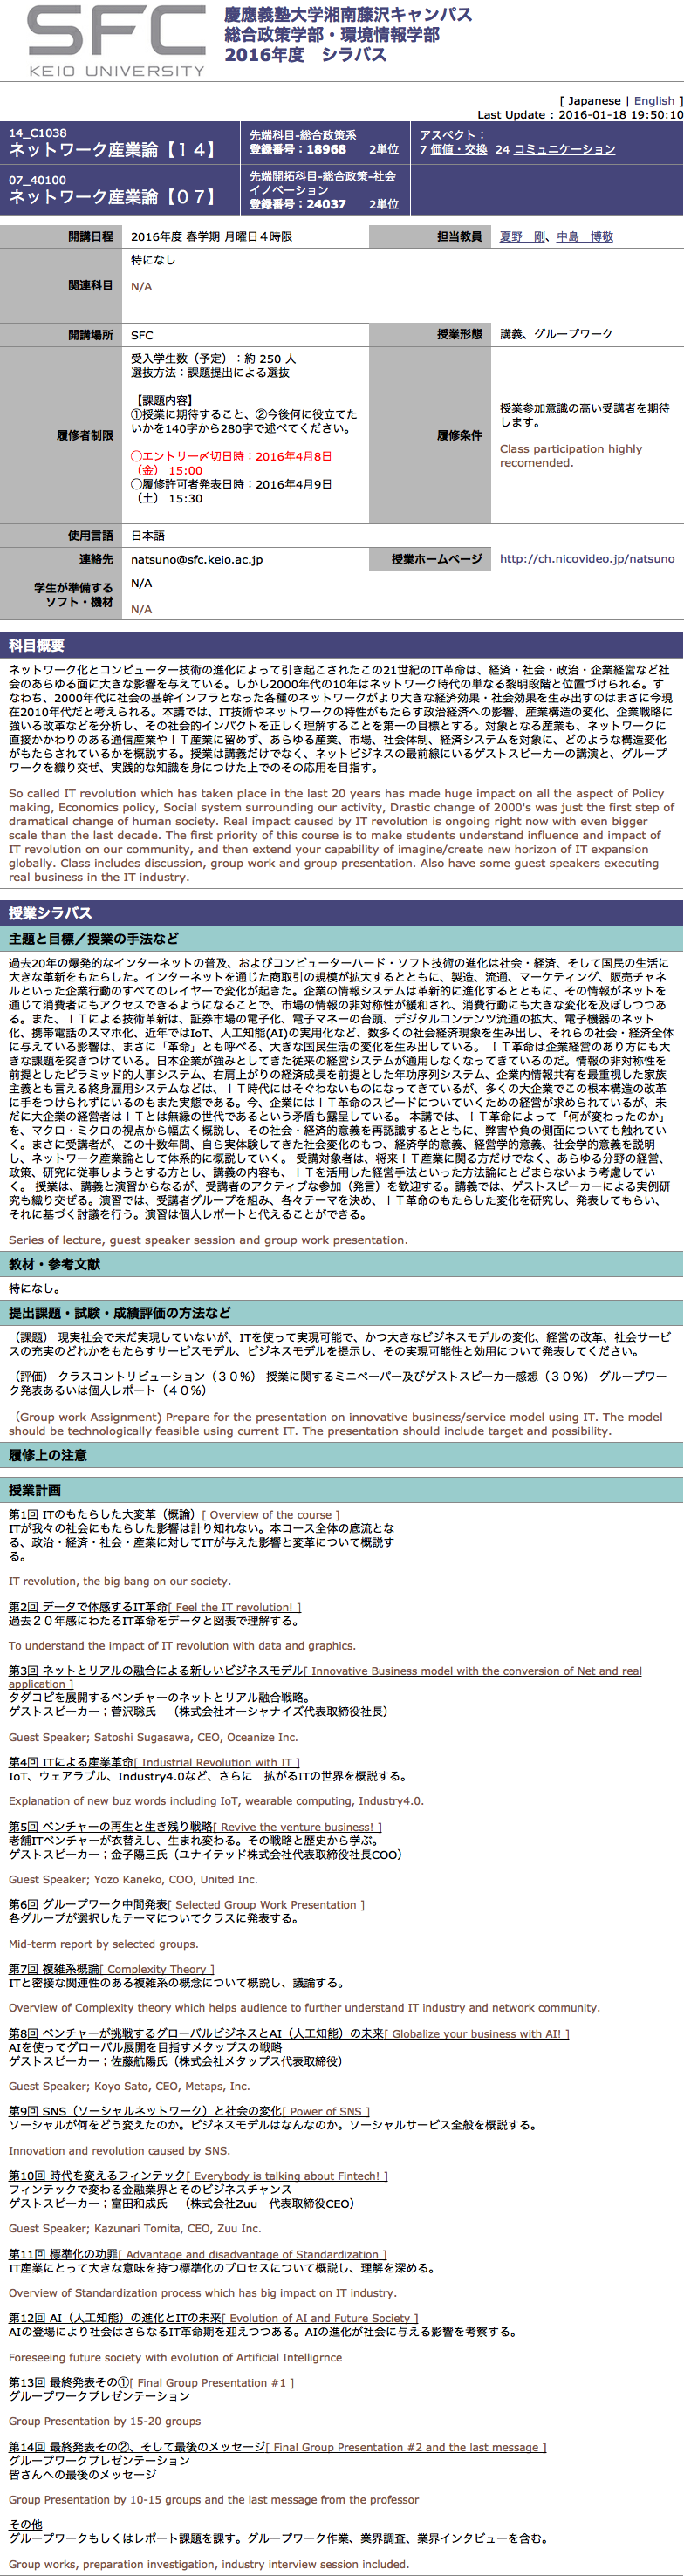 SFC
KEIO UNIVERSITY
慶應義塾大学湘南藤沢キャンパス
総合政策学部・環境情報学部
2016年度　シラバス
[ Japanese | English ]
Last Update : 2016-01-18 19:50:10
14_C1038
ネットワーク産業論【１４】
先端科目-総合政策系
登録番号：18968　2単位
アスペクト：
7 価値・交換 24 コミュニケーション
07_40100
ネットワーク産業論【０７】
先端開拓科目-総合政策-社会
イノベーション
登録番号：24037　2単位
開講日程
2016年度 春学期 月曜日４時限
担当教員
夏野　剛、中島　博敬
関連科目
特になし
N/A
開講場所
SFC
授業形態
講義、グループワーク
履修者制限
受入学生数（予定）：約 250 人
選抜方法：課題提出による選抜
【課題内容】
①授業に期待すること、②今後何に役立てた
いかを140字から280字で述べてください。
◯エントリー〆切日時：2016年4月8日
（金） 15:00
◯履修許可者発表日時：2016年4月9日
（土） 15:30
履修条件
授業参加意識の高い受講者を期待
します。
Class participation highly
recomended.
使用言語
日本語
連絡先
natsuno@sfc.keio.ac.jp
授業ホームページ
http://ch.nicovideo.jp/natsuno
学生が準備する
ソフト・機材
N/A
N/A
科目概要
ネットワーク化とコンピューター技術の進化によって引き起こされたこの21世紀のIT革命は、経済・社会・政治・企業経営など社
会のあらゆる面に大きな影響を与えている。しかし2000年代の10年はネットワーク時代の単なる黎明段階と位置づけられる。す
なわち、2000年代に社会の基幹インフラとなった各種のネットワークがより大きな経済効果・社会効果を生み出すのはまさに今現
在2010年代だと考えられる。本講では、IT技術やネットワークの特性がもたらす政治経済への影響、産業構造の変化、企業戦略に
強いる改革などを分析し、その社会的インパクトを正しく理解することを第一の目標とする。対象となる産業も、ネットワークに
直接かかわりのある通信産業やＩＴ産業に留めず、あらゆる産業、市場、社会体制、経済システムを対象に、どのような構造変化
がもたらされているかを概説する。授業は講義だけでなく、ネットビジネスの最前線にいるゲストスピーカーの講演と、グループ
ワークを織り交ぜ、実践的な知識を身につけた上でのその応用を目指す。
So called IT revolution which has taken place in the last 20 years has made huge impact on all the aspect of Policy
making, Economics policy, Social system surrounding our activity, Drastic change of 2000's was just the first step of
dramatical change of human society. Real impact caused by IT revolution is ongoing right now with even bigger
scale than the last decade. The first priority of this course is to make students understand influence and impact of
IT revolution on our community, and then extend your capability of imagine/create new horizon of IT expansion
globally. Class includes discussion, group work and group presentation. Also have some guest speakers executing
real business in the IT industry.
授業シラバス
主題と目標／授業の手法など
過去20年の爆発的なインターネットの普及、およびコンピューターハード・ソフト技術の進化は社会・経済、そして国民の生活に
大きな革新をもたらした。インターネットを通じた商取引の規模が拡大するとともに、製造、流通、マーケティング、販売チャネ
ルといった企業行動のすべてのレイヤーで変化が起きた。企業の情報システムは革新的に進化するとともに、その情報がネットを
通じて消費者にもアクセスできるようになることで、市場の情報の非対称性が緩和され、消費行動にも大きな変化を及ぼしつつあ
る。また、ＩＴによる技術革新は、証券市場の電子化、電子マネーの台頭、デジタルコンテンツ流通の拡大、電子機器のネット
化、携帯電話のスマホ化、近年ではIoT、人工知能(AI)の実用化など、数多くの社会経済現象を生み出し、それらの社会・経済全体
に与えている影響は、まさに「革命」とも呼べる、大きな国民生活の変化を生み出している。 ＩＴ革命は企業経営のあり方にも大
きな課題を突きつけている。日本企業が強みとしてきた従来の経営システムが通用しなくなってきているのだ。情報の非対称性を
前提としたピラミッド的人事システム、右肩上がりの経済成長を前提とした年功序列システム、企業内情報共有を最重視した家族
主義とも言える終身雇用システムなどは、ＩＴ時代にはそぐわないものになってきているが、多くの大企業でこの根本構造の改革
に手をつけられずにいるのもまた実態である。今、企業にはＩＴ革命のスピードについていくための経営が求められているが、未
だに大企業の経営者はＩＴとは無縁の世代であるという矛盾も露呈している。 本講では、ＩＴ革命によって「何が変わったのか」
を、マクロ・ミクロの視点から幅広く概説し、その社会・経済的意義を再認識するとともに、弊害や負の側面についても触れてい
く。まさに受講者が、この十数年間、自ら実体験してきた社会変化のもつ、経済学的意義、経営学的意義、社会学的意義を説明
し、ネットワーク産業論として体系的に概説していく。 受講対象者は、将来ＩＴ産業に関る方だけでなく、あらゆる分野の経営、
政策、研究に従事しようとする方とし、講義の内容も、ＩＴを活用した経営手法といった方法論にとどまらないよう考慮してい
く。 授業は、講義と演習からなるが、受講者のアクティブな参加（発言）を歓迎する。講義では、ゲストスピーカーによる実例研
究も織り交ぜる。演習では、受講者グループを組み、各々テーマを決め、ＩＴ革命のもたらした変化を研究し、発表してもらい、
それに基づく討議を行う。演習は個人レポートと代えることができる。
Series of lecture, guest speaker session and group work presentation.
教材・参考文献
特になし。
提出課題・試験・成績評価の方法など
（課題） 現実社会で未だ実現していないが、ITを使って実現可能で、かつ大きなビジネスモデルの変化、経営の改革、社会サービ
スの充実のどれかをもたらすサービスモデル、ビジネスモデルを提示し、その実現可能性と効用について発表してください。
（評価） クラスコントリビューション（３０％） 授業に関するミニペーパー及びゲストスピーカー感想（３０％） グループワー
ク発表あるいは個人レポート（４０％）
（Group work Assignment) Prepare for the presentation on innovative business/service model using IT. The model
should be technologically feasible using current IT. The presentation should include target and possibility.
履修上の注意
授業計画
第1回 ITのもたらした大変革（概論）[ Overview of the course ]
ITが我々の社会にもたらした影響は計り知れない。本コース全体の底流とな
る、政治・経済・社会・産業に対してITが与えた影響と変革について概説す
る。
IT revolution, the big bang on our society.
第2回 データで体感するIT革命[ Feel the IT revolution! ]
過去２０年感にわたるIT革命をデータと図表で理解する。
To understand the impact of IT revolution with data and graphics.
第3回 ネットとリアルの融合による新しいビジネスモデル[ Innovative Business model with the conversion of Net and real
application ]
タダコピを展開するベンチャーのネットとリアル融合戦略。
ゲストスピーカー；菅沢聡氏　（株式会社オーシャナイズ代表取締役社長）
Guest Speaker; Satoshi Sugasawa, CEO, Oceanize Inc.
第4回 ITによる産業革命[ Industrial Revolution with IT ]
IoT、ウェアラブル、Industry4.0など、さらに　拡がるITの世界を概説する。
Explanation of new buz words including IoT, wearable computing, Industry4.0.
第5回 ベンチャーの再生と生き残り戦略[ Revive the venture business! ]
老舗ITベンチャーが衣替えし、生まれ変わる。その戦略と歴史から学ぶ。
ゲストスピーカー；金子陽三氏（ユナイテッド株式会社代表取締役社長COO）
Guest Speaker; Yozo Kaneko, COO, United Inc.
第6回 グループワーク中間発表[ Selected Group Work Presentation ]
各グループが選択したテーマについてクラスに発表する。
Mid-term report by selected groups.
第7回 複雑系概論[ Complexity Theory ]
ITと密接な関連性のある複雑系の概念について概説し、議論する。
Overview of Complexity theory which helps audience to further understand IT industry and network community.
第8回 ベンチャーが挑戦するグローバルビジネスとAI（人工知能）の未来[ Globalize your business with AI! ]
AIを使ってグローバル展開を目指すメタップスの戦略
ゲストスピーカー；佐藤航陽氏（株式会社メタップス代表取締役）
Guest Speaker; Koyo Sato, CEO, Metaps, Inc.
第9回 SNS（ソーシャルネットワーク）と社会の変化[ Power of SNS ]
ソーシャルが何をどう変えたのか。ビジネスモデルはなんなのか。ソーシャルサービス全般を概説する。
Innovation and revolution caused by SNS.
第10回 時代を変えるフィンテック[ Everybody is talking about Fintech! ]
フィンテックで変わる金融業界とそのビジネスチャンス
ゲストスピーカー；富田和成氏　（株式会社Zuu　代表取締役CEO）
Guest Speaker; Kazunari Tomita, CEO, Zuu Inc.
第11回 標準化の功罪[ Advantage and disadvantage of Standardization ]
IT産業にとって大きな意味を持つ標準化のプロセスについて概説し、理解を深める。
Overview of Standardization process which has big impact on IT industry.
第12回 AI（人工知能）の進化とITの未来[ Evolution of AI and Future Society ]
AIの登場により社会はさらなるIT革命期を迎えつつある。AIの進化が社会に与える影響を考察する。
Foreseeing future society with evolution of Artificial Intelligrnce
第13回 最終発表その①[ Final Group Presentation #1 ]
グループワークプレゼンテーション
Group Presentation by 15-20 groups
第14回 最終発表その②、そして最後のメッセージ[ Final Group Presentation #2 and the last message ]
グループワークプレゼンテーション
皆さんへの最後のメッセージ
Group Presentation by 10-15 groups and the last message from the professor
その他
グループワークもしくはレポート課題を課す。グループワーク作業、業界調査、業界インタビューを含む。
Group works, preparation investigation, industry interview session included.